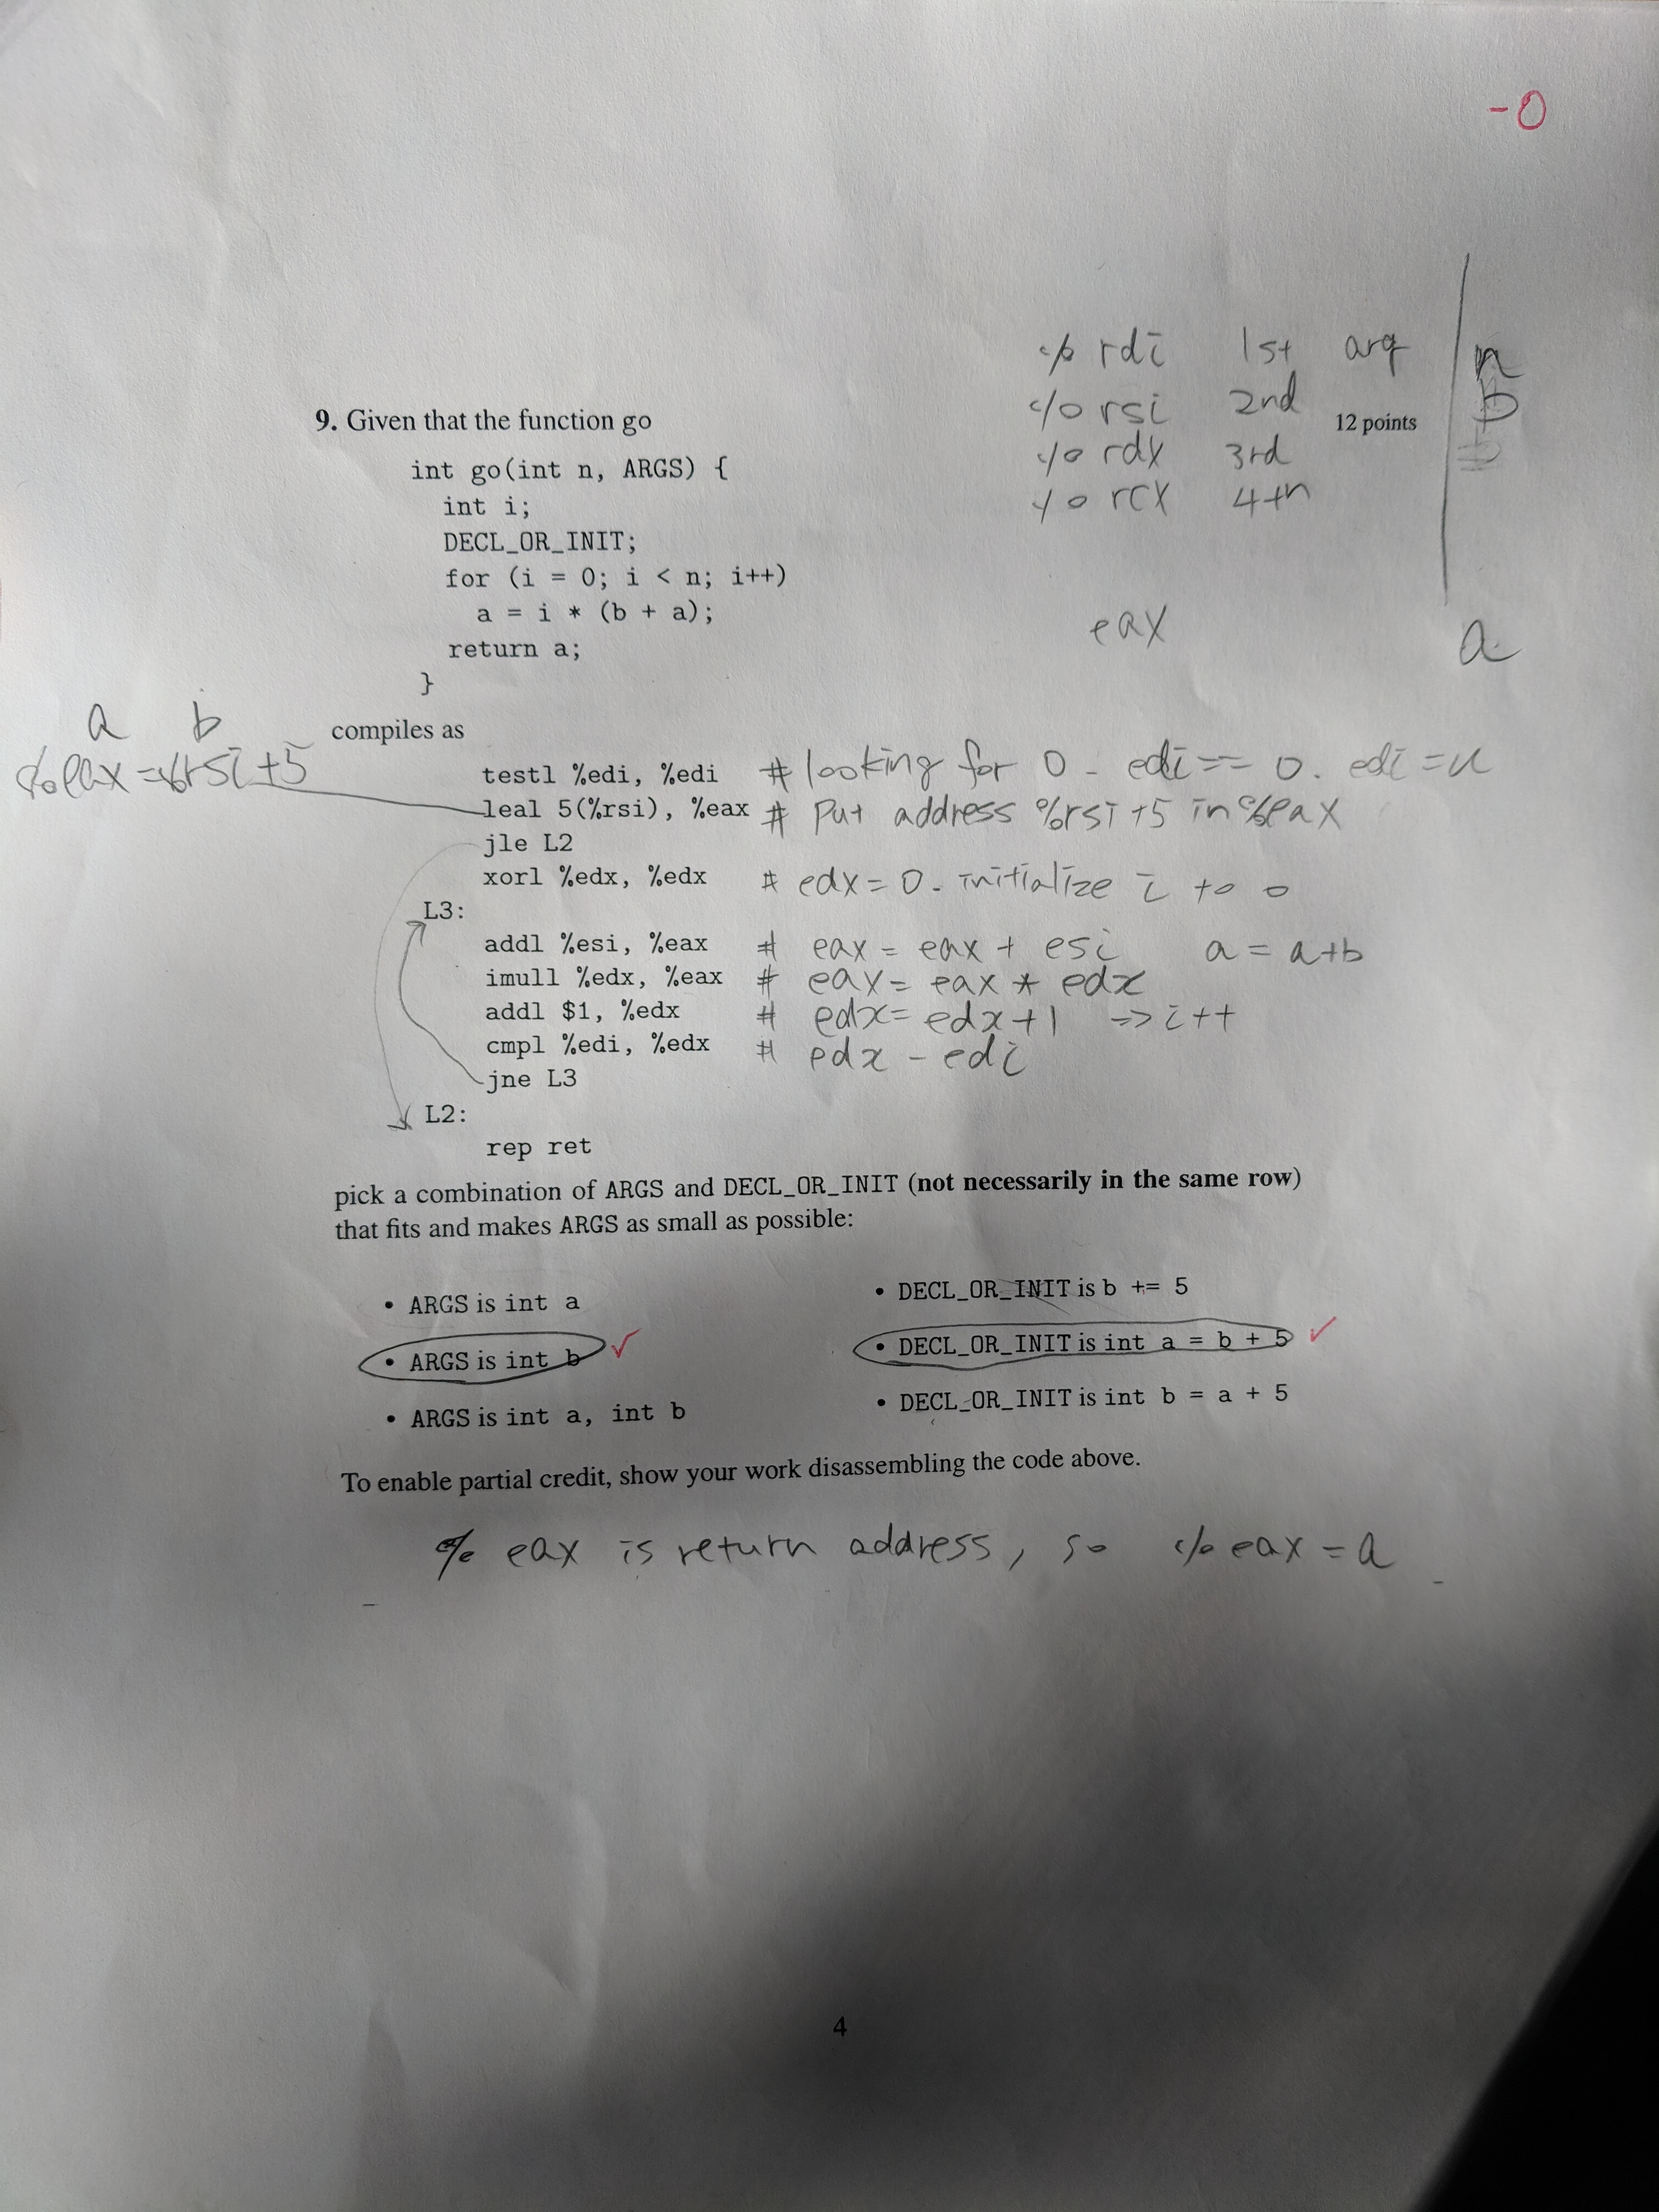 -0
% rdi 1st arg n
% rsi 2nd b
9. Given that the function go 12 points
% rdx 3rd
% rcx 4th
int go(int n, ARGS) {
int i;
DECL_OR_INIT;
for (i = 0; i < n; i++)
a = i * (b + a);
return a;
}
eax a
a b
%eax = %rsi+5
compiles as
testl %edi, %edi # looking for 0 - edi == 0. edi = n
leal 5(%rsi), %eax # Put address %rsi +5 in %eax
jle L2
xorl %edx, %edx # edx = 0 - initialize i to 0
L3:
addl %esi, %eax # eax = eax + esi a = a+b
imull %edx, %eax # eax = eax * edx
addl $1, %edx # edx = edx+1 => i++
cmpl %edi, %edx # edx - edi
jne L3
L2:
rep ret
pick a combination of ARGS and DECL_OR_INIT (not necessarily in the same row)
that fits and makes ARGS as small as possible:
• ARGS is int a • DECL_OR_INIT is b += 5
• ARGS is int b ✓ • DECL_OR_INIT is int a = b + 5 ✓
• ARGS is int a, int b • DECL_OR_INIT is int b = a + 5
To enable partial credit, show your work disassembling the code above.
% eax is return address, so % eax = a
4